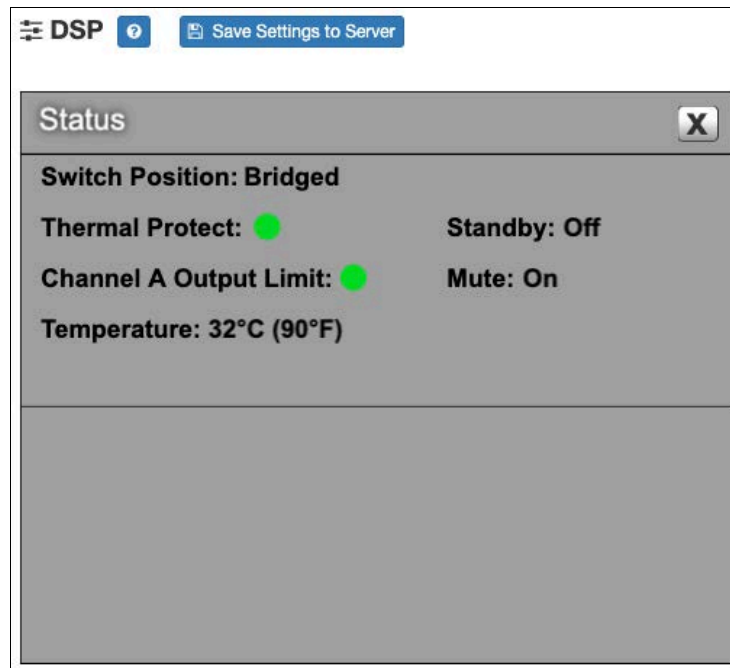 DSP ? Save Settings to Server
Status X
Switch Position: Bridged
Thermal Protect: Standby: Off
Channel A Output Limit: Mute: On
Temperature: 32°C (90°F)